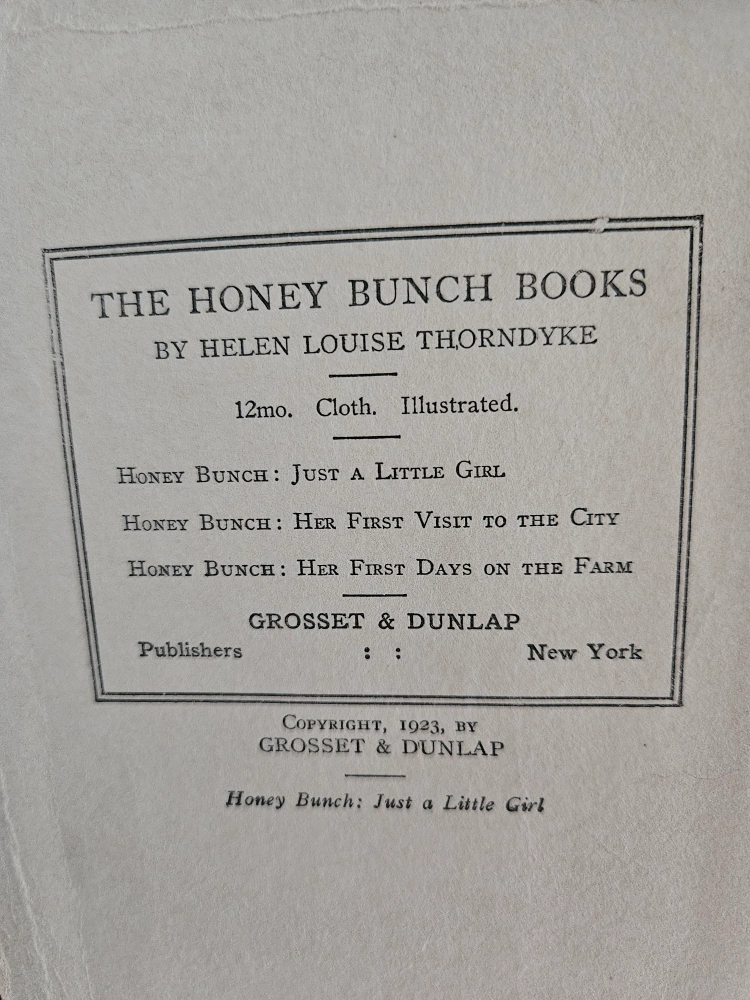 THE HONEY BUNCH BOOKS
BY HELEN LOUISE THORNDYKE
12mo. Cloth. Illustrated.
HONEY BUNCH: JUST A LITTLE GIRL
HONEY BUNCH: HER FIRST VISIT TO THE CITY
HONEY BUNCH: HER FIRST DAYS ON THE FARM
GROSSET & DUNLAP
Publishers : : New York
COPYRIGHT, 1923, BY
GROSSET & DUNLAP
Honey Bunch: Just a Little Girl